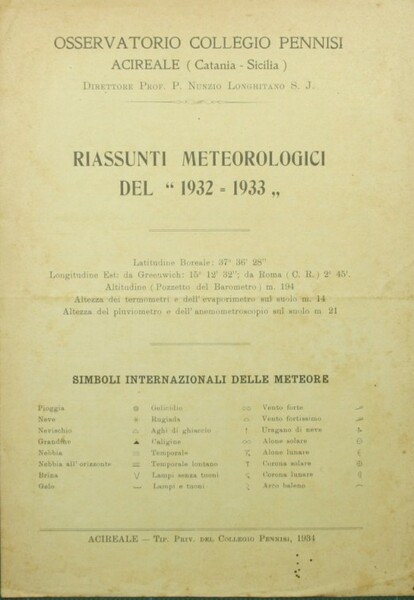 OSSERVATORIO COLLEGIO PENNISI
ACIREALE ( Catania - Sicilia )
Direttore Prof. P. Nunzio Longhitano S. J.
RIASSUNTI METEOROLOGICI
DEL “ 1932 = 1933 „
Latitudine Boreale: 37° 36' 28"
Longitudine Est: da Greenwich: 15° 12' 32"; da Roma ( C. R. ) 2° 45'.
Altitudine ( Pozzetto del Barometro ) m. 194
Altezza dei termometri e dell'evaporimetro sul suolo m. 14
Altezza del pluviometro e dell'anemometroscopio sul suolo m 21
SIMBOLI INTERNAZIONALI DELLE METEORE
Pioggia Gelicidio Vento forte
Neve Rugiada Vento fortissimo
Nevischio Aghi di ghiaccio Uragano di neve
Grandine Caligine Alone solare
Nebbia Temporale Alone lunare
Nebbia all'orizzonte Temporale lontano Corona solare
Brina Lampi senza tuoni Corona lunare
Gelo Lampi e tuoni Arco baleno
ACIREALE — Tip. Priv. del Collegio Pennisi, 1934